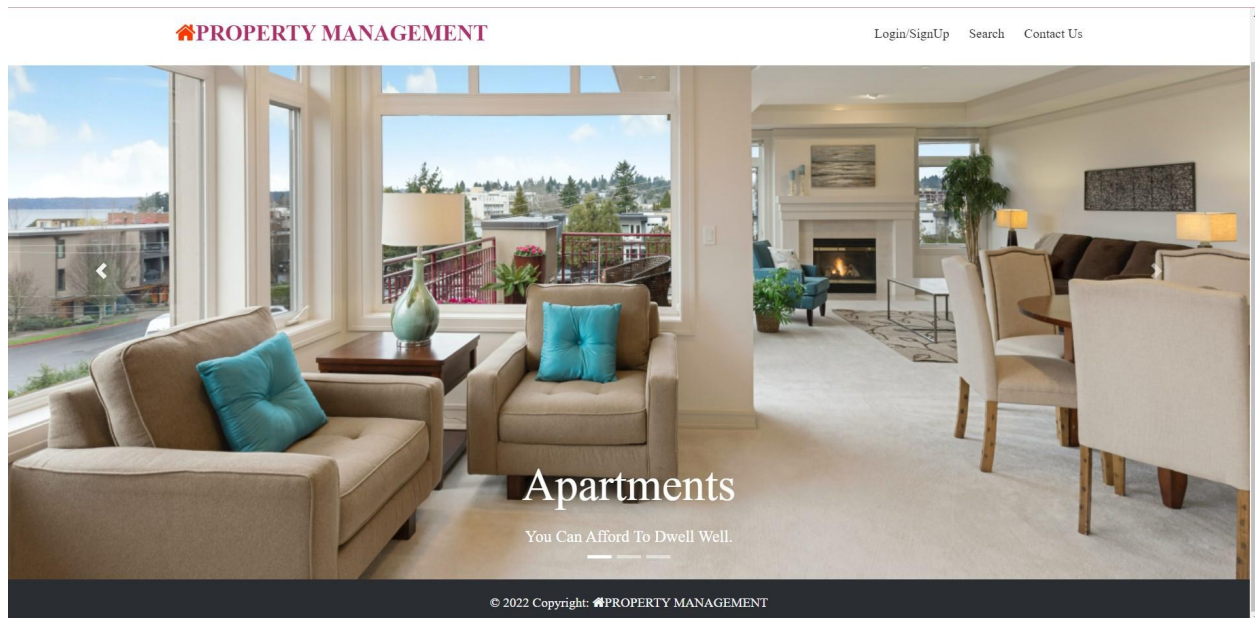 PROPERTY MANAGEMENT
Login/SignUp Search Contact Us
Apartments
You Can Afford To Dwell Well.
© 2022 Copyright: PROPERTY MANAGEMENT